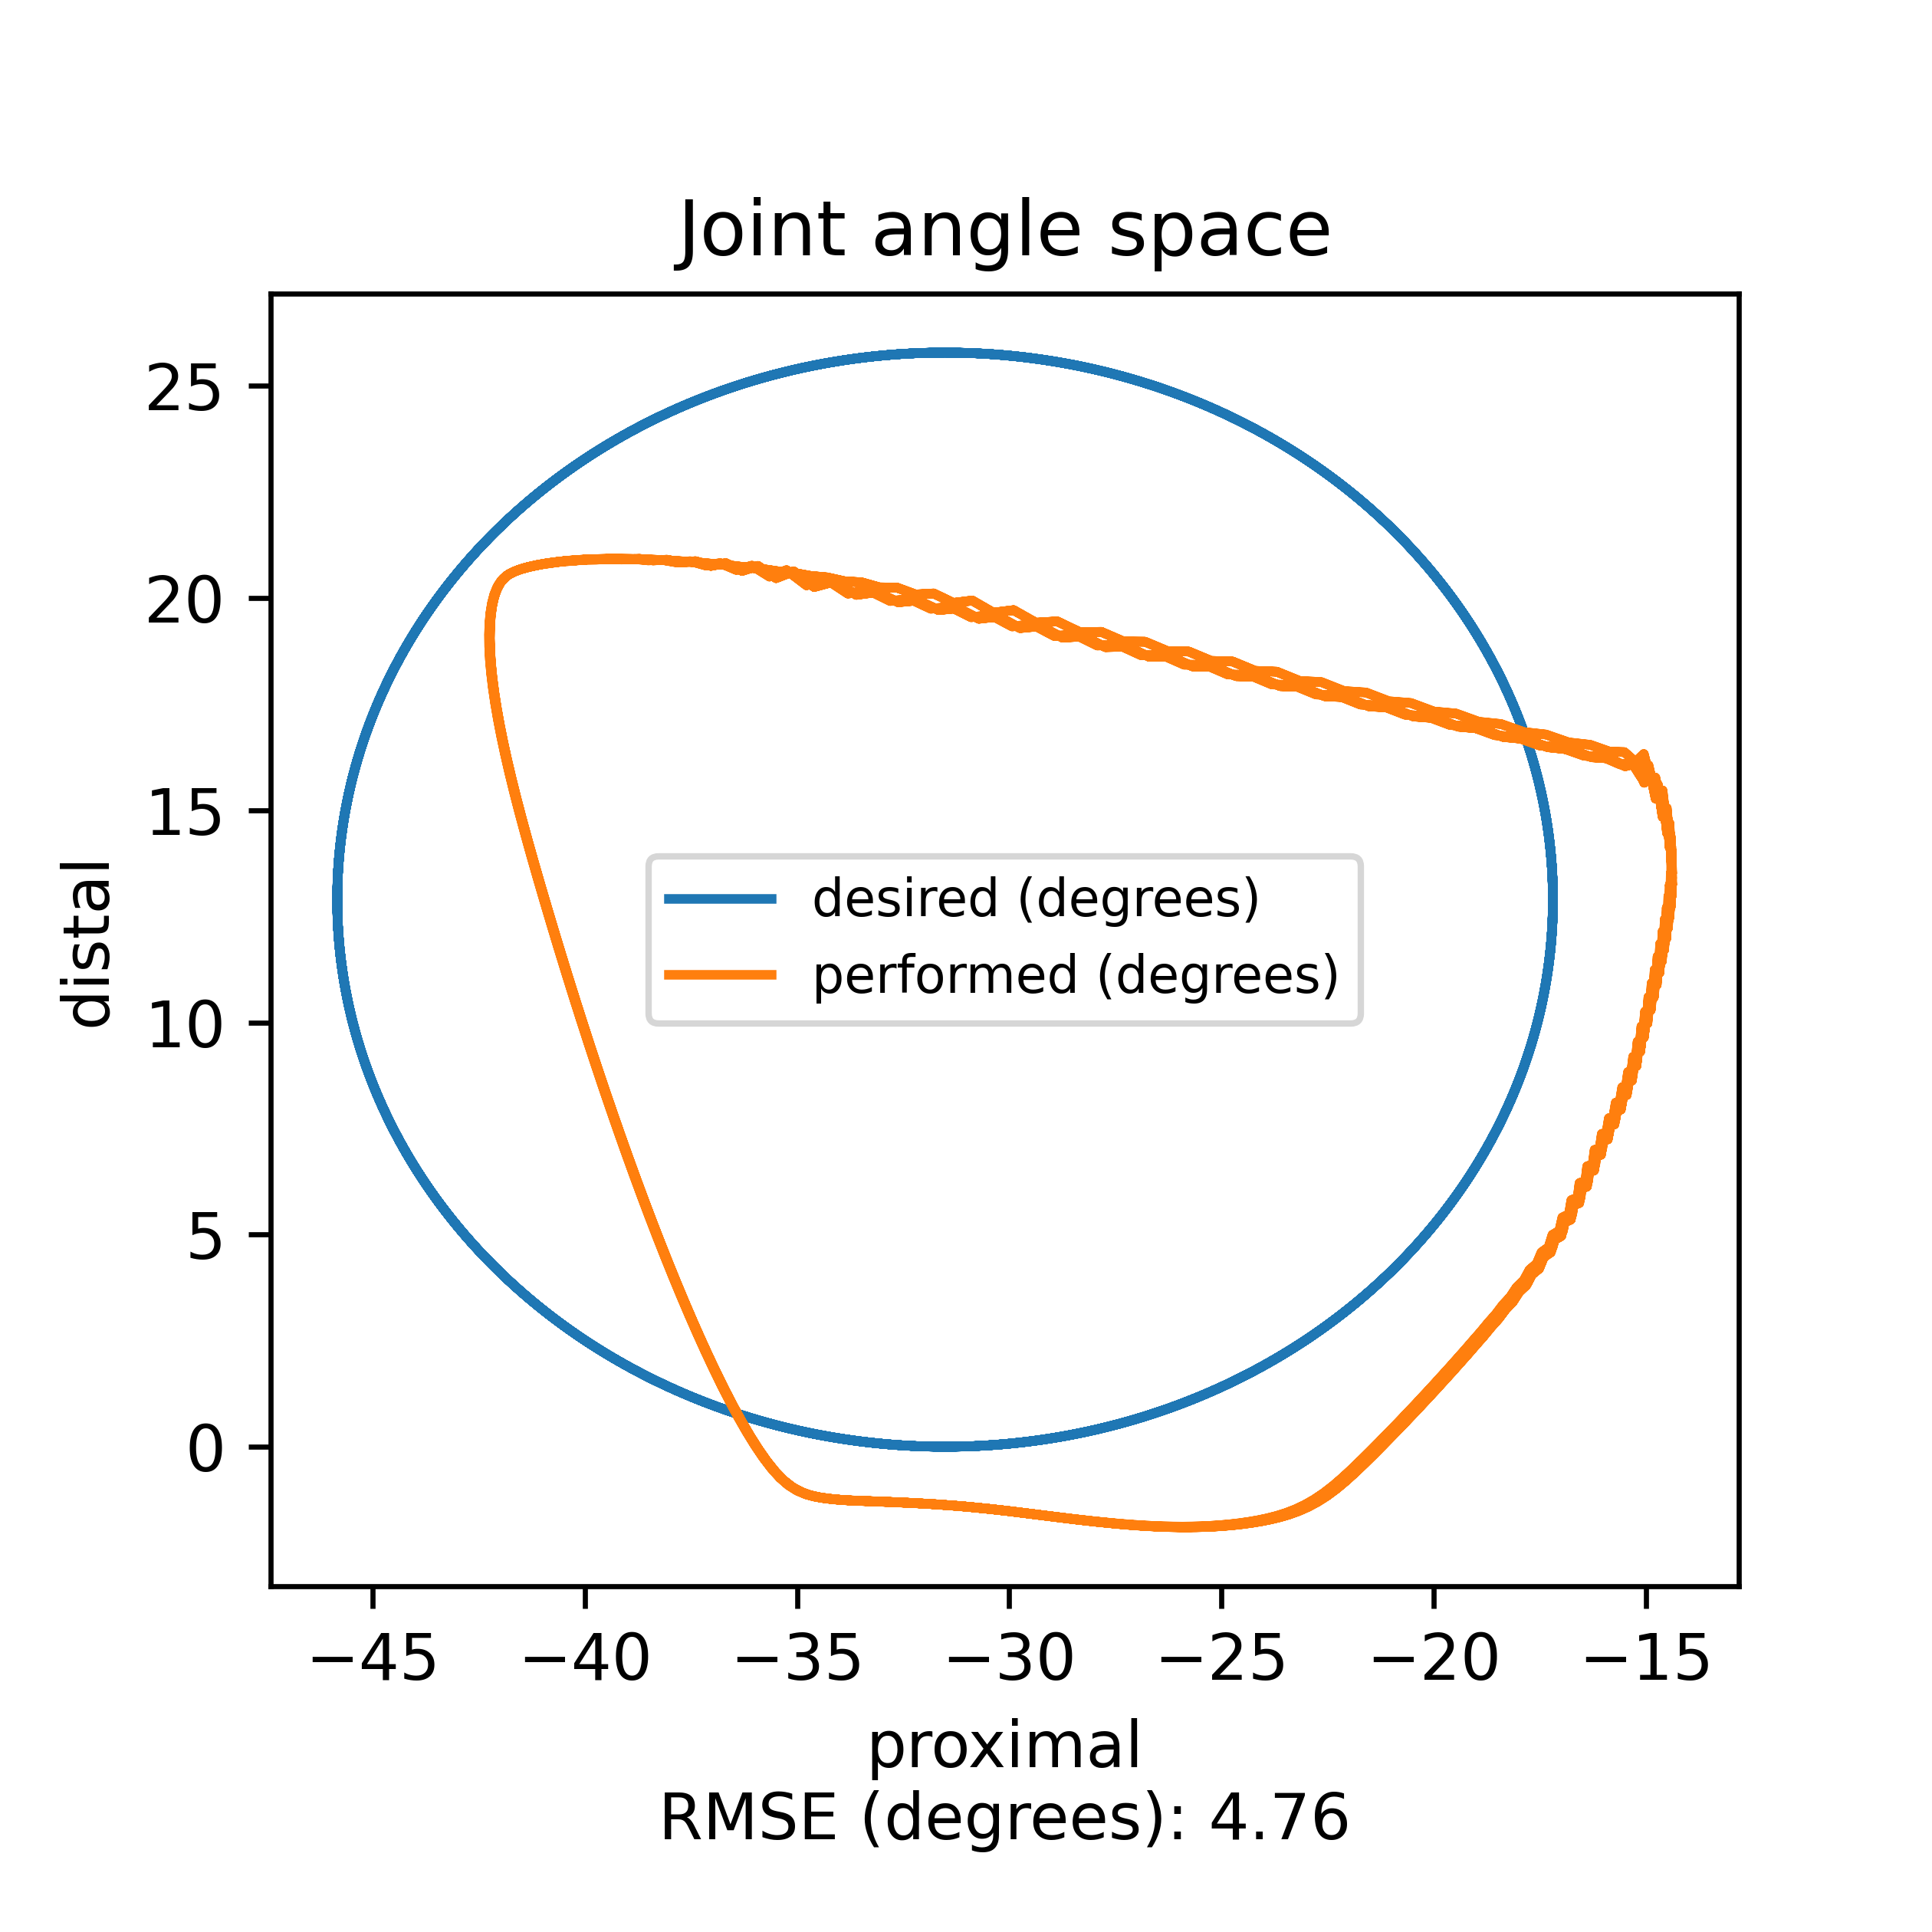 Joint angle space
25
20
15
10
5
0
distal
desired (degrees)
performed (degrees)
−45 −40 −35 −30 −25 −20 −15
proximal
RMSE (degrees): 4.76